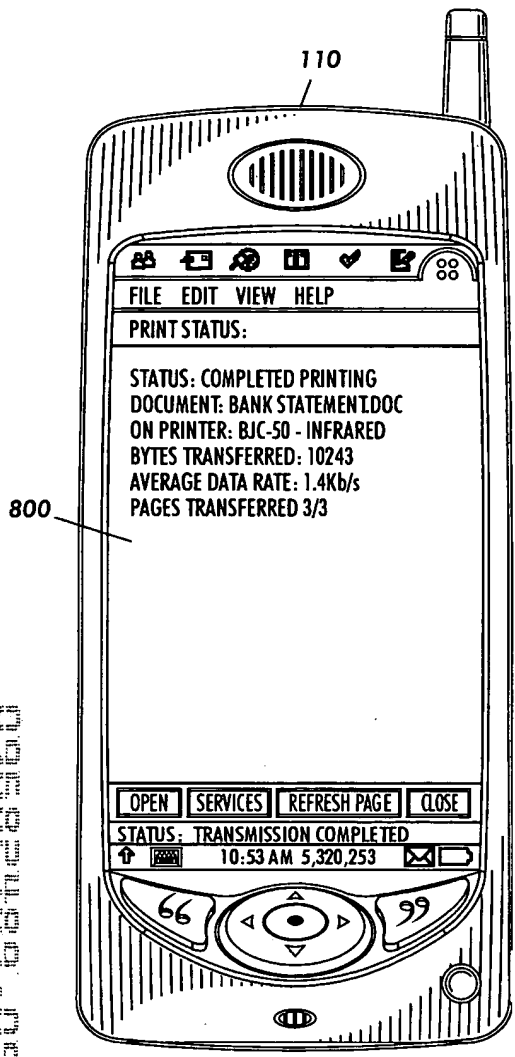 110
FILE EDIT VIEW HELP
PRINT STATUS:
STATUS: COMPLETED PRINTING
DOCUMENT: BANK STATEMENT.DOC
ON PRINTER: BJC-50 - INFRARED
BYTES TRANSFERRED: 10243
AVERAGE DATA RATE: 1.4Kb/s
PAGES TRANSFERRED 3/3
800
OPEN SERVICES REFRESH PAGE CLOSE
STATUS: TRANSMISSION COMPLETED
10:53 AM 5,320,253
66 99